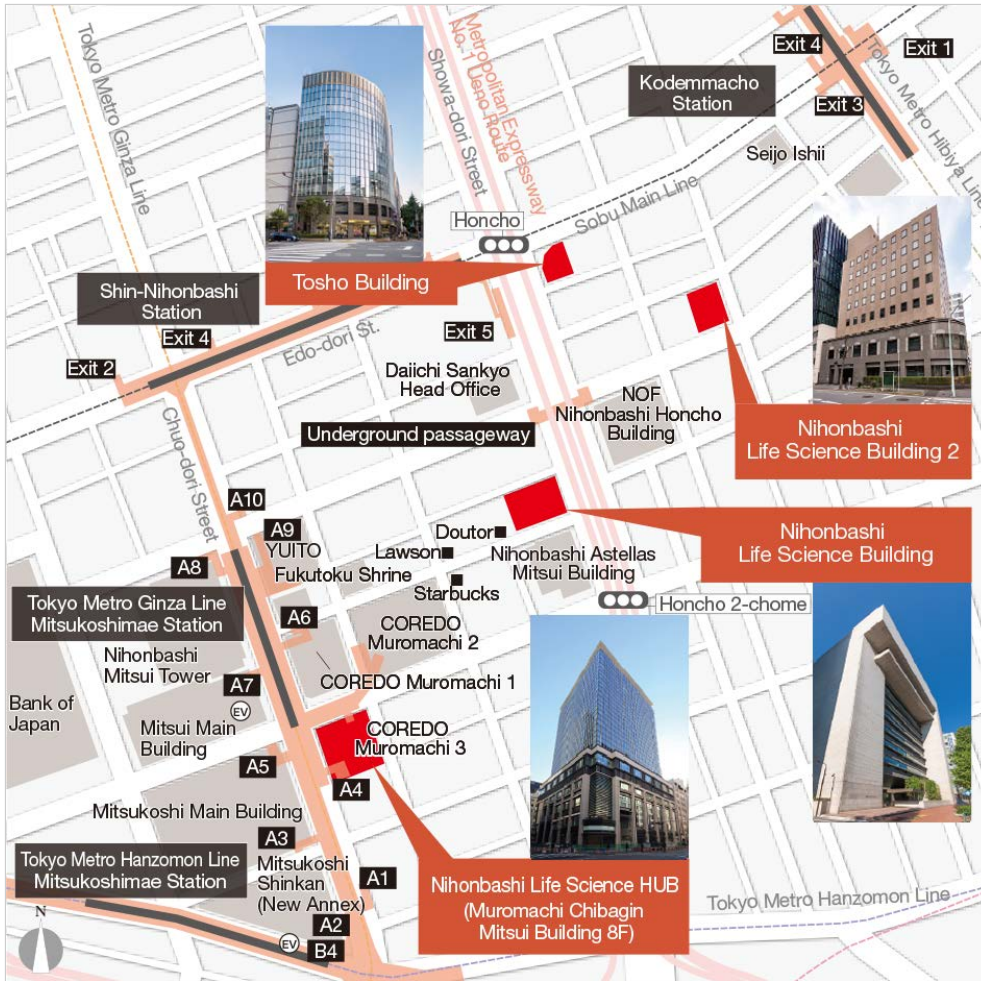 Tokyo Metro Ginza Line
Showa-dori Street
Metropolitan Expressway
No. 1 Ueno Route
Exit 4
Exit 1
Tokyo Metro Hibiya Line
Kodemmacho
Station
Exit 3
Seijo Ishii
Sobu Main Line
Honcho
Tosho Building
Shin-Nihonbashi
Station
Exit 4
Exit 2
Edo-dori St.
Exit 5
Daiichi Sankyo
Head Office
NOF
Nihonbashi Honcho
Building
Nihonbashi
Life Science Building 2
Underground passageway
Chuo-dori Street
A10
A9
YUITO
A8
Fukutoku Shrine
Doutor
Lawson
Starbucks
Nihonbashi Astellas
Mitsui Building
Nihonbashi
Life Science Building
Honcho 2-chome
Tokyo Metro Ginza Line
Mitsukoshimae Station
A6
COREDO
Muromachi 2
Nihonbashi
Mitsui Tower
A7
EV
COREDO Muromachi 1
Bank of
Japan
Mitsui Main
Building
COREDO
Muromachi 3
A5
A4
Mitsukoshi Main Building
A3
Tokyo Metro Hanzomon Line
Mitsukoshimae Station
Mitsukoshi
Shinkan
(New Annex)
A1
A2
EV
B4
Nihonbashi Life Science HUB
(Muromachi Chibagin
Mitsui Building 8F)
Tokyo Metro Hanzomon Line
N